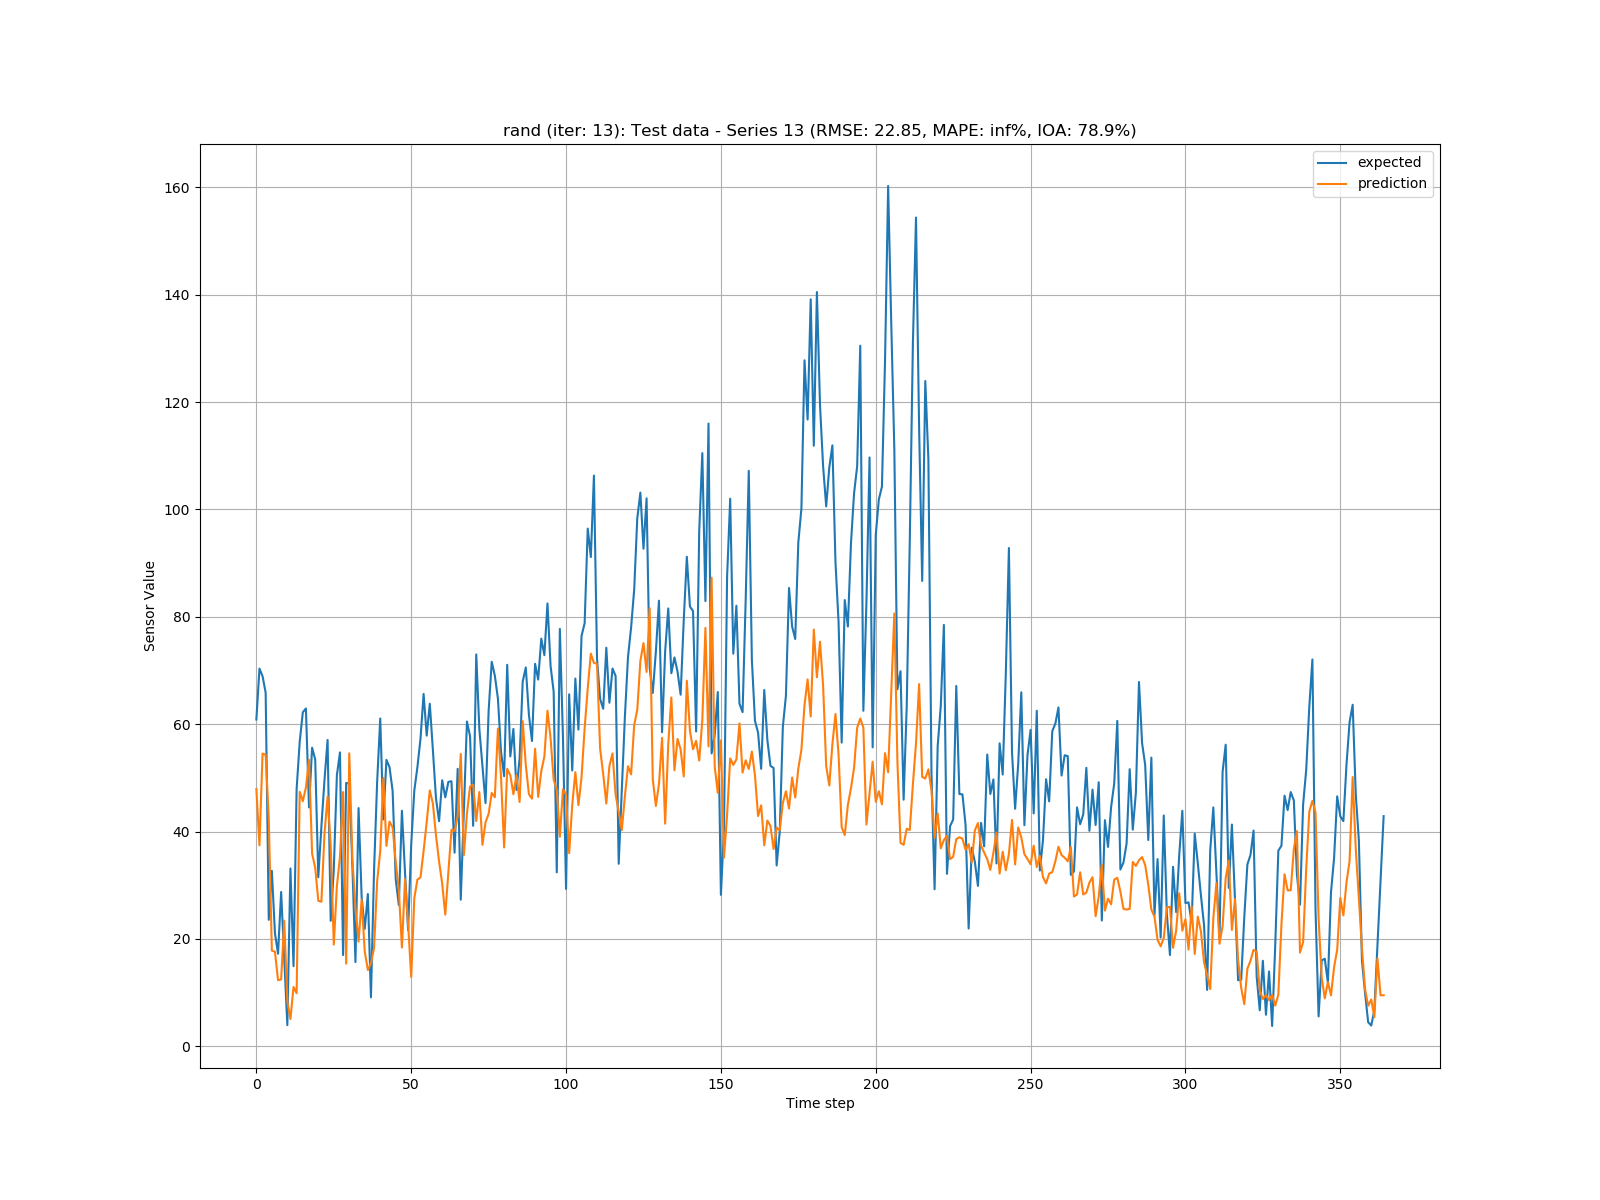 rand (iter: 13): Test data - Series 13 (RMSE: 22.85, MAPE: inf%, IOA: 78.9%)
expected
prediction
160
140
120
100
80
60
40
20
0
Sensor Value
0 50 100 150 200 250 300 350
Time step